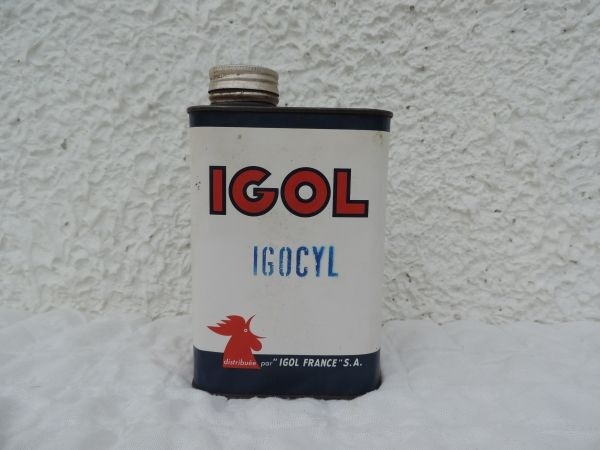 IGOL
IGOCYL
distribuée par "IGOL FRANCE" S.A.